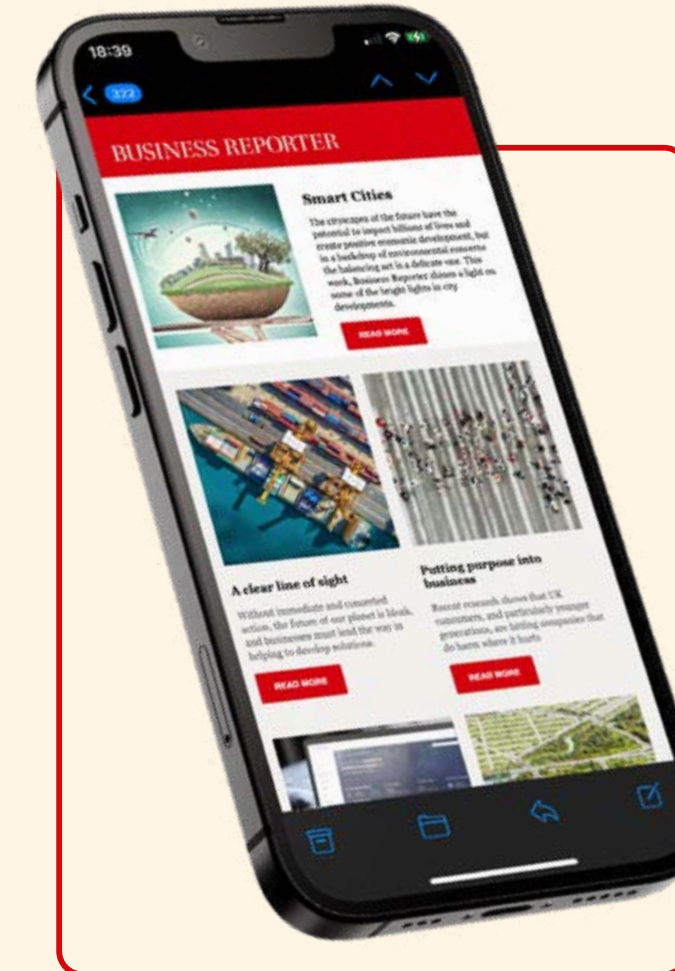 18:39
322
BUSINESS REPORTER
Smart Cities
The cityscapes of the future have the
potential to impact billions of lives and
create positive economic development, but
in a backdrop of environmental concerns
the balancing act is a delicate one. This
week, Business Reporter shines a light on
some of the bright lights in city
developments.
READ MORE
A clear line of sight
Without immediate and concerted
action, the future of our planet is bleak,
and businesses must lead the way in
helping to develop solutions.
READ MORE
Putting purpose into
business
Recent research shows that UK
consumers, and particularly younger
generations, are hitting companies that
do harm where it hurts
READ MORE